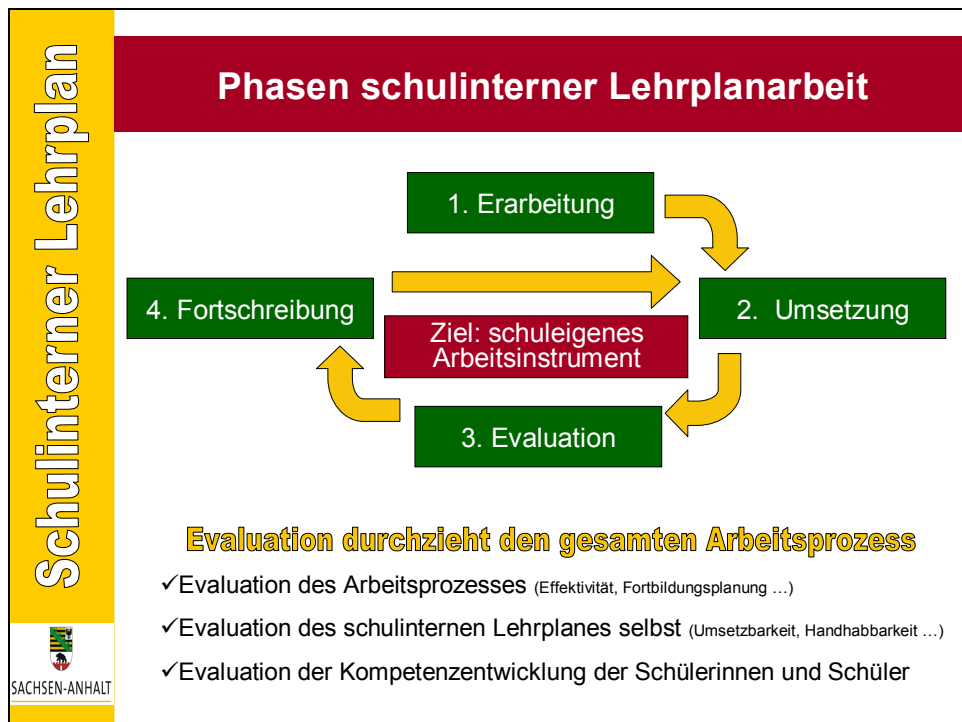 Schulinterner Lehrplan
Phasen schulinterner Lehrplanarbeit
1. Erarbeitung
4. Fortschreibung
2. Umsetzung
Ziel: schuleigenes
Arbeitsinstrument
3. Evaluation
Evaluation durchzieht den gesamten Arbeitsprozess
✓Evaluation des Arbeitsprozesses (Effektivität, Fortbildungsplanung …)
✓Evaluation des schulinternen Lehrplanes selbst (Umsetzbarkeit, Handhabbarkeit …)
✓Evaluation der Kompetenzentwicklung der Schülerinnen und Schüler
SACHSEN-ANHALT